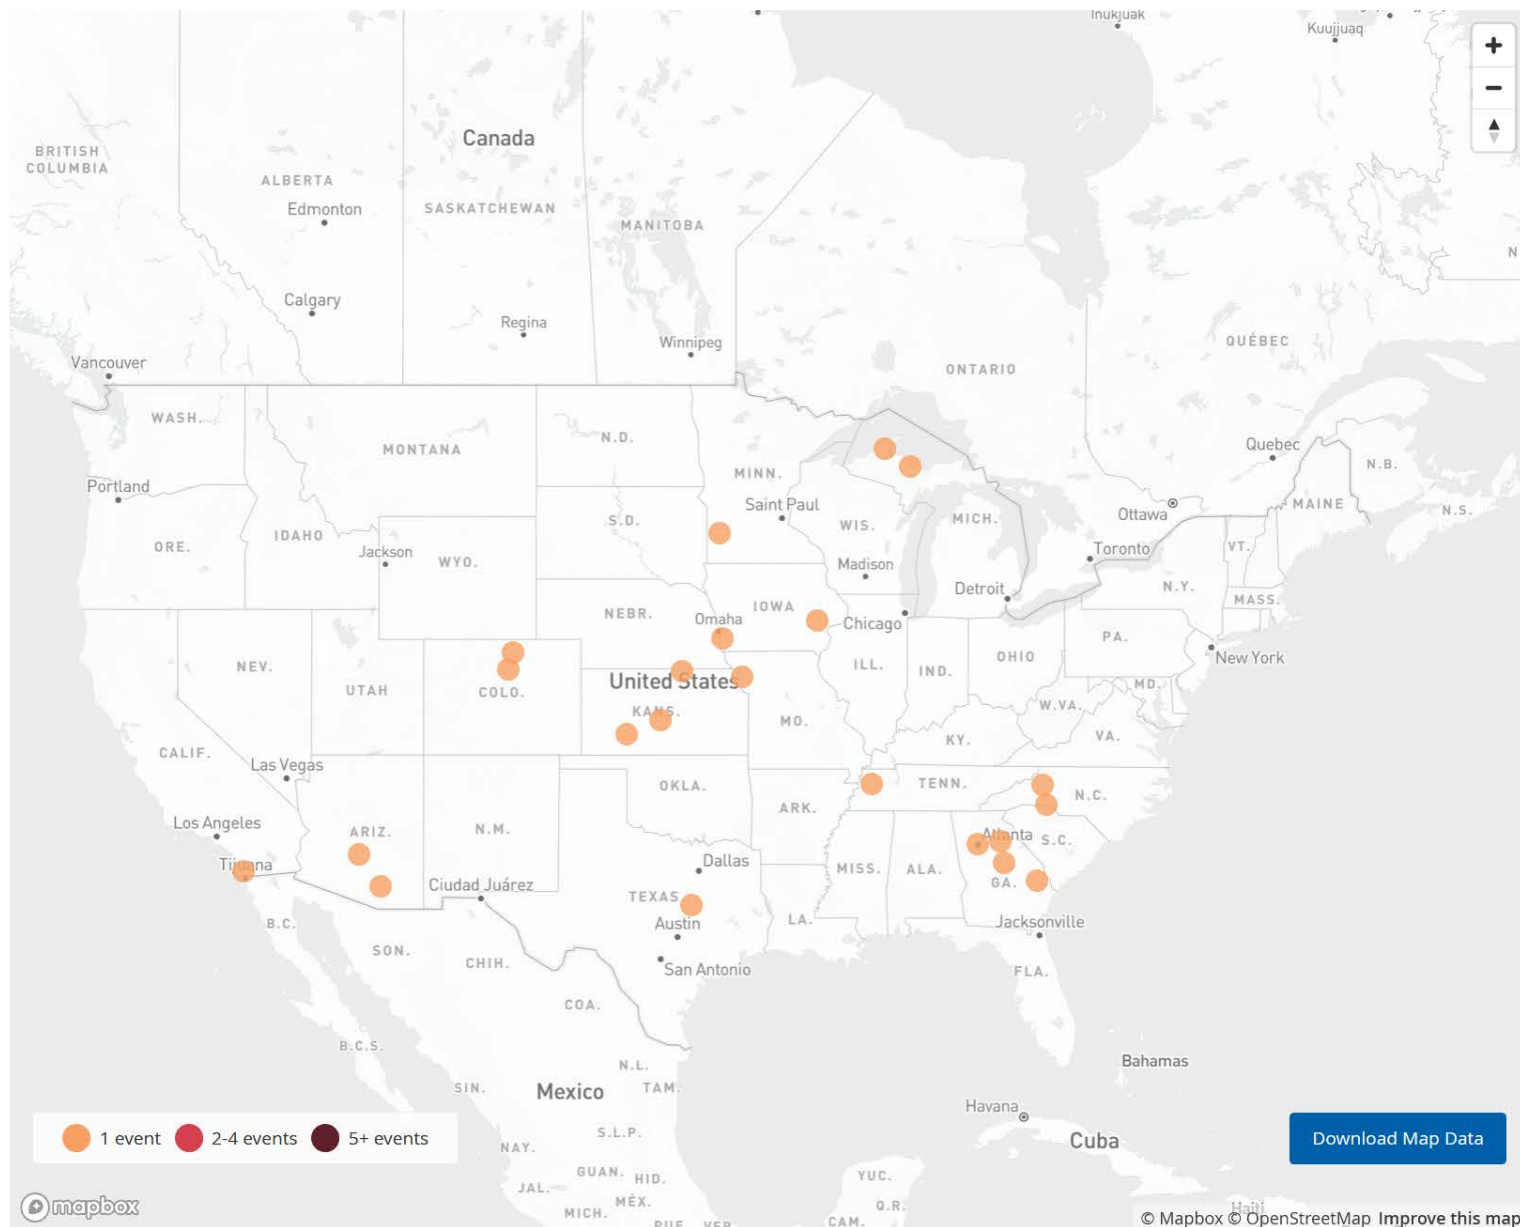 Inukjuak
Kuujjuaq
Canada
BRITISH
COLUMBIA
ALBERTA
Edmonton
SASKATCHEWAN
MANITOBA
N
Calgary
Regina
Winnipeg
QUÉBEC
Vancouver
ONTARIO
WASH.
MONTANA
N.D.
Quebec
N.B.
MINN.
Portland
Saint Paul
MAINE
Ottawa
N.S.
S.D.
WIS.
MICH.
IDAHO
ORE.
Jackson
Toronto
VT.
WYO.
Madison
Detroit
N.Y.
MASS.
NEBR.
IOWA
Omaha
Chicago
PA.
NEV.
OHIO
New York
ILL.
IND.
United States
UTAH
COLO.
MD.
KANS.
W.VA.
MO.
VA.
CALIF.
KY.
Las Vegas
OKLA.
TENN.
N.C.
ARK.
Los Angeles
ARIZ.
N.M.
Atlanta
S.C.
Tijuana
Dallas
MISS.
ALA.
Ciudad Juárez
GA.
TEXAS
B.C.
Austin
LA.
Jacksonville
SON.
CHIH.
San Antonio
FLA.
COA.
B.C.S.
Bahamas
N.L.
SIN.
Mexico
TAM.
Havana
1 event
2-4 events
5+ events
S.L.P.
Cuba
Download Map Data
NAY.
GUAN.
HID.
YUC.
JAL.
MÉX.
Q.R.
mapbox
MICH.
PUE.
VER.
CAM.
Haiti
© Mapbox © OpenStreetMap Improve this map